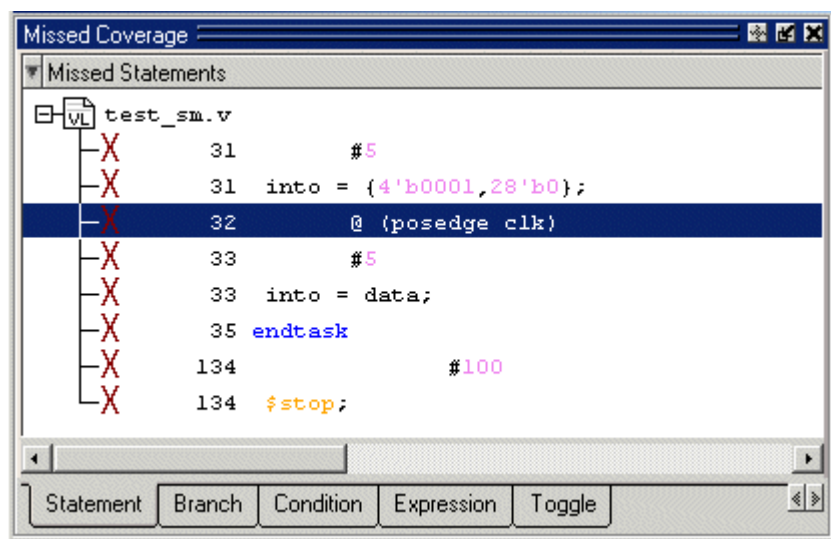 Missed Coverage
Missed Statements
VL test_sm.v
X 31 #5
X 31 into = {4'b0001,28'b0};
X 32 @ (posedge clk)
X 33 #5
X 33 into = data;
X 35 endtask
X 134 #100
X 134 $stop;
Statement Branch Condition Expression Toggle